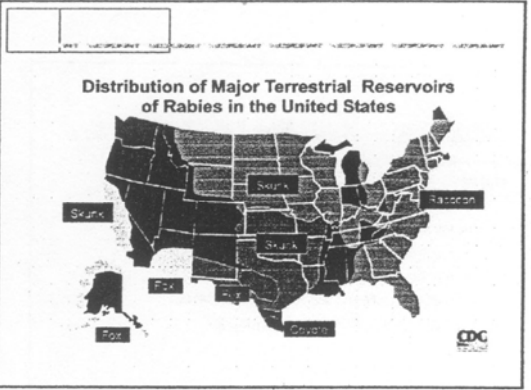 Distribution of Major Terrestrial Reservoirs
of Rabies in the United States
Skunk
Raccoon
Skunk
Skunk
Fox
Fox
Fox
Coyote
CDC